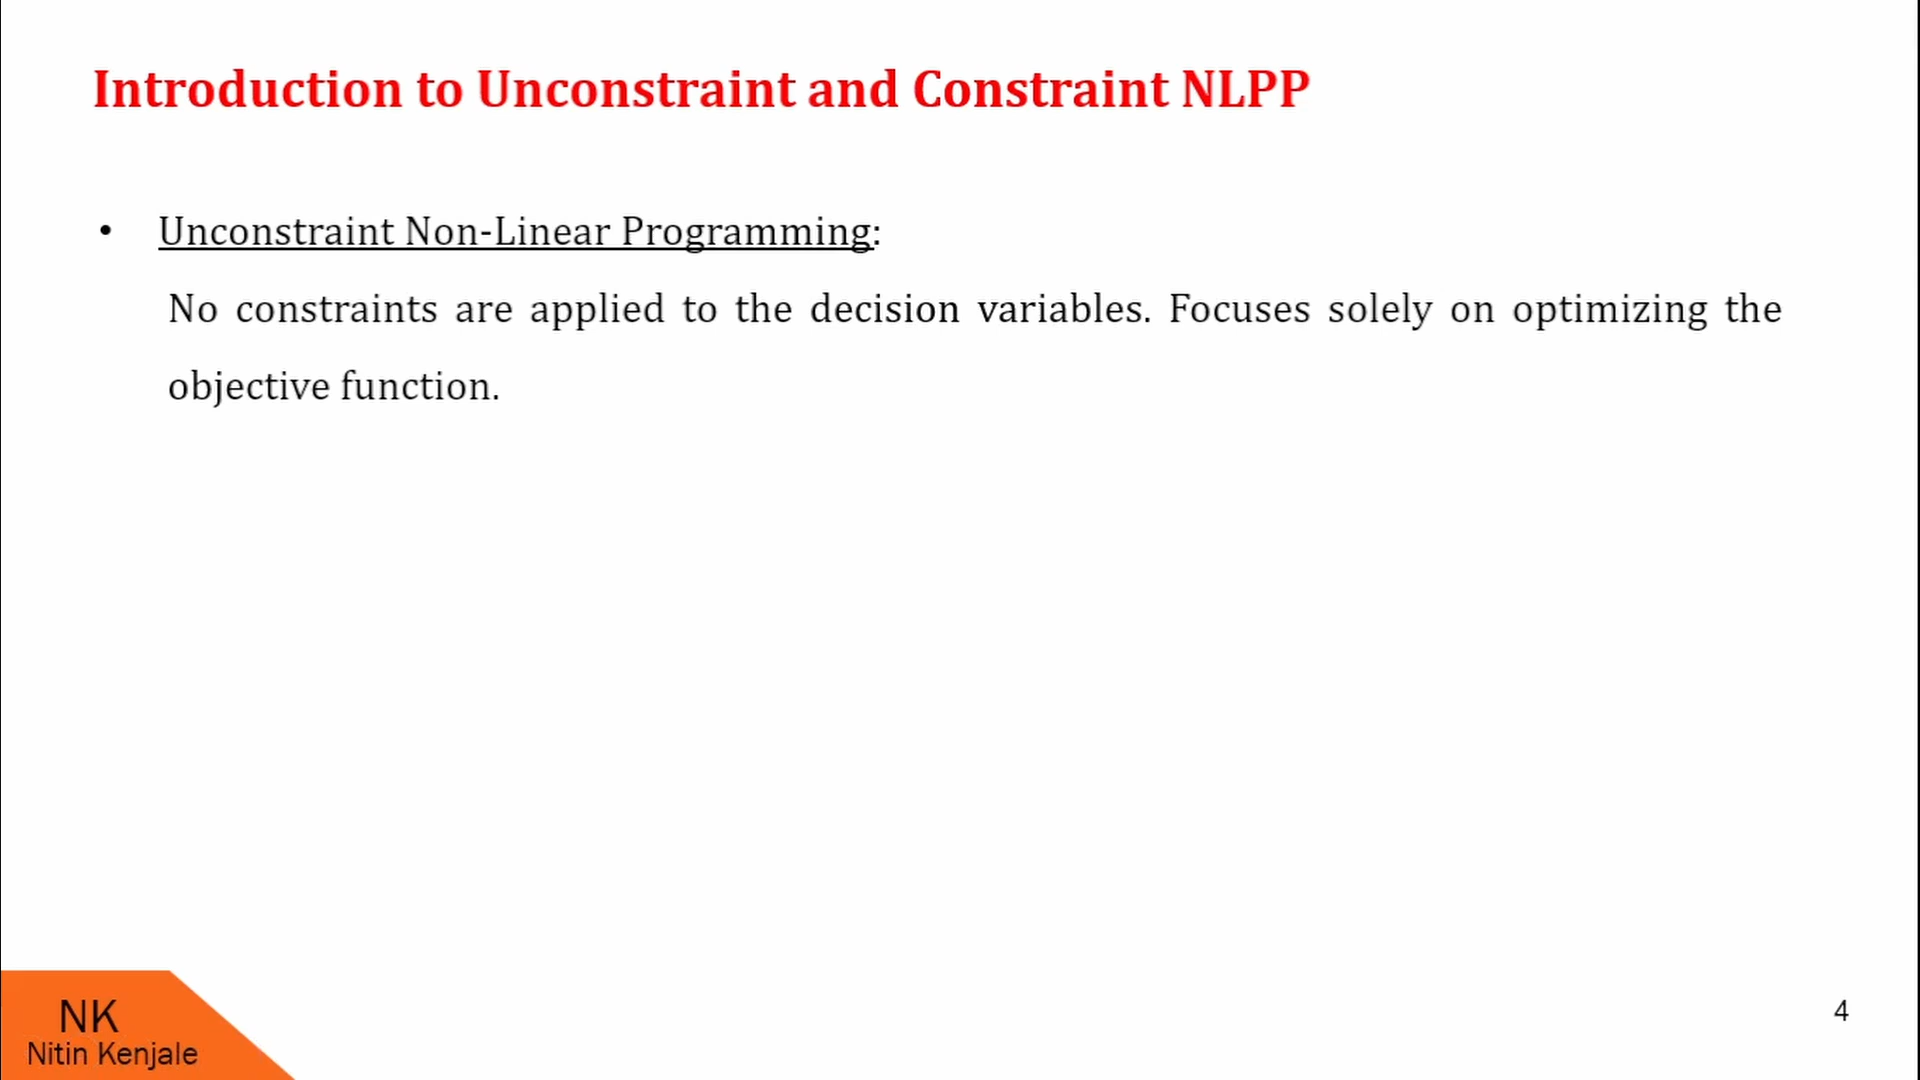 Introduction to Unconstraint and Constraint NLPP
• Unconstraint Non-Linear Programming:
No constraints are applied to the decision variables. Focuses solely on optimizing the
objective function.
NK
Nitin Kenjale
4